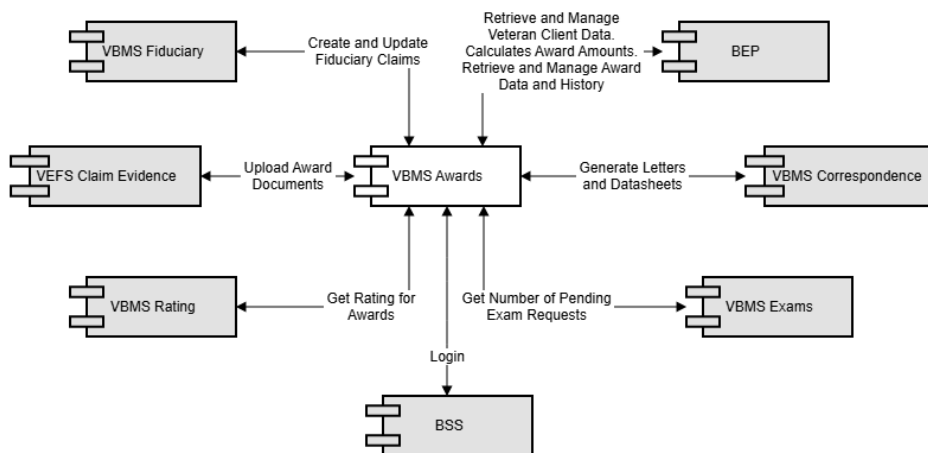 VBMS Fiduciary
Create and Update
Fiduciary Claims
Retrieve and Manage
Veteran Client Data.
Calculates Award Amounts.
Retrieve and Manage Award
Data and History
BEP
VEFS Claim Evidence
Upload Award
Documents
VBMS Awards
Generate Letters
and Datasheets
VBMS Correspondence
VBMS Rating
Get Rating for
Awards
Get Number of Pending
Exam Requests
VBMS Exams
Login
BSS